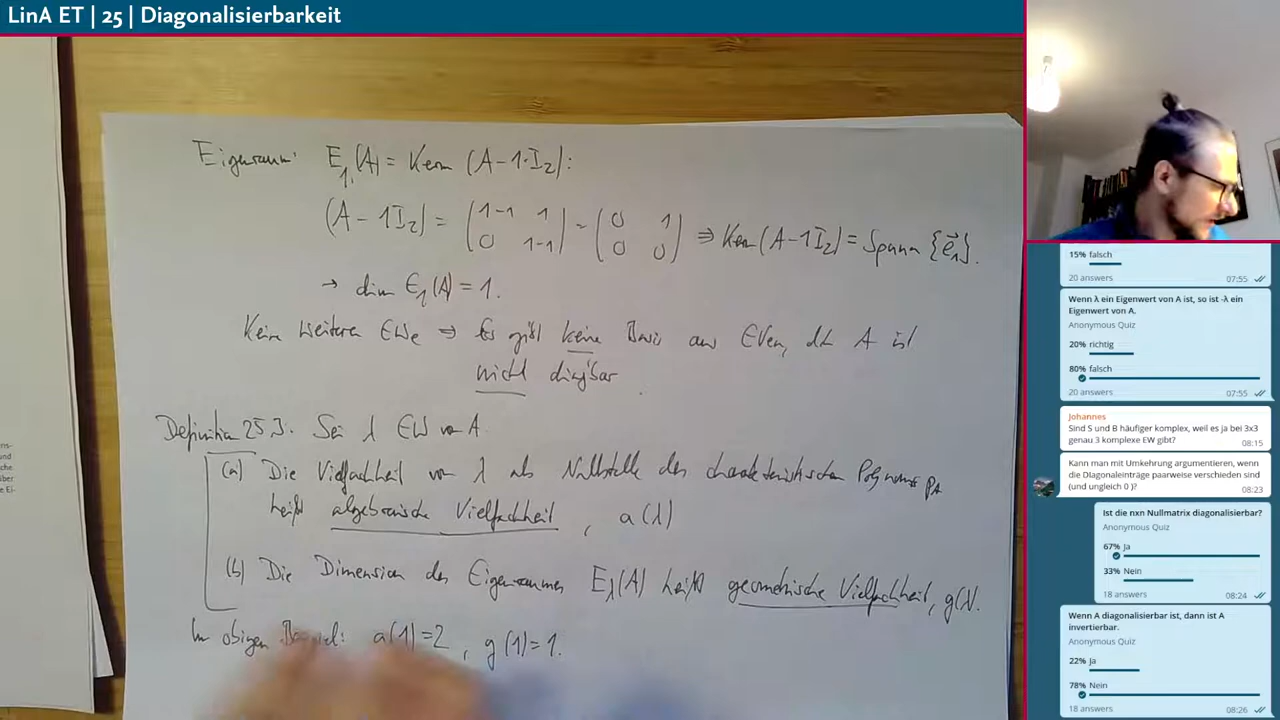 LinA ET | 25 | Diagonalisierbarkeit
Eigenraum: E₁(A) = Kern (A - 1·I₂):
(A - 1I₂) = (1-1 1 0 1-1) = (0 1 0 0) ⇒ Kern(A-1I₂) = Spann {e⃗₁}.
→ dim E₁(A) = 1.
Keine weiteren EWe ⇒ Es gibt keine Basis aus EVen, dh A ist
nicht diag'bar
Definition 25.3. Sei λ EW von A
(a) Die Vielfachheit von λ als Nullstelle des charakteristischen Polynoms pA
heißt algebraische Vielfachheit, a(λ)
(b) Die Dimension des Eigenraumes Eλ(A) heißt geometrische Vielfachheit, g(λ).
Im obigen a(1)=2, g(1)=1.
15% falsch
20 answers 07:55
Wenn λ ein Eigenwert von A ist, so ist -λ ein
Eigenwert von A.
Anonymous Quiz
20% richtig
80% falsch
20 answers 07:55
Johannes
Sind S und B häufiger komplex, weil es ja bei 3x3
genau 3 komplexe EW gibt? 08:15
Kann man mit Umkehrung argumentieren, wenn
die Diagonaleinträge paarweise verschieden sind
(und ungleich 0 )? 08:23
Ist die nxn Nullmatrix diagonalisierbar?
Anonymous Quiz
67% Ja
33% Nein
18 answers 08:24
Wenn A diagonalisierbar ist, dann ist A
invertierbar.
Anonymous Quiz
22% Ja
78% Nein
18 answers 08:26